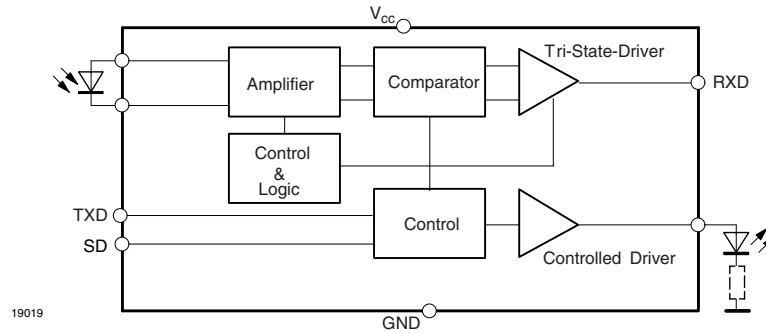 Vcc
Tri-State-Driver
Amplifier
Comparator
RXD
Control
&
Logic
TXD
SD
Control
Controlled Driver
19019
GND